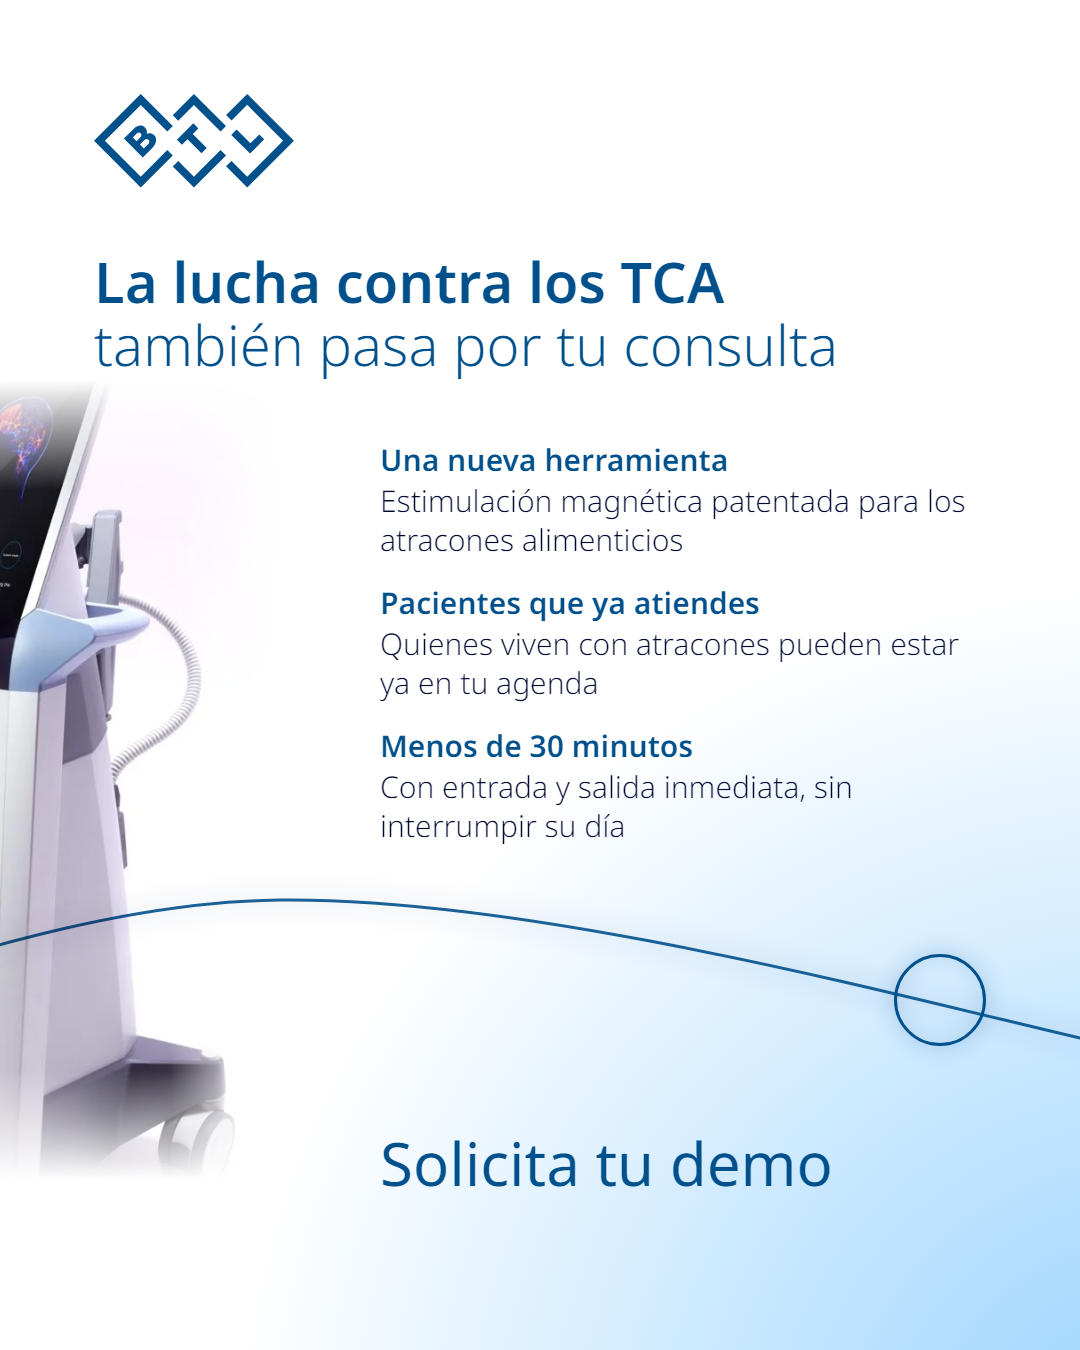 BTL
La lucha contra los TCA
también pasa por tu consulta
Una nueva herramienta
Estimulación magnética patentada para los
atracones alimenticios
Pacientes que ya atiendes
Quienes viven con atracones pueden estar
ya en tu agenda
Menos de 30 minutos
Con entrada y salida inmediata, sin
interrumpir su día
Solicita tu demo